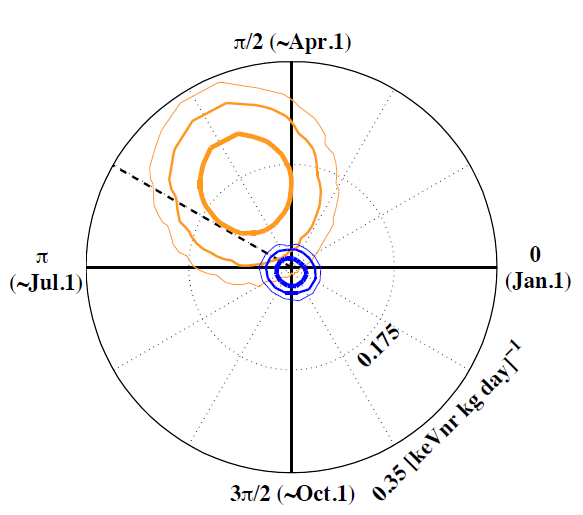 π/2 (~Apr.1)
π
(~Jul.1)
0
(Jan.1)
0.175
0.35 [keVnr kg day]⁻¹
3π/2 (~Oct.1)